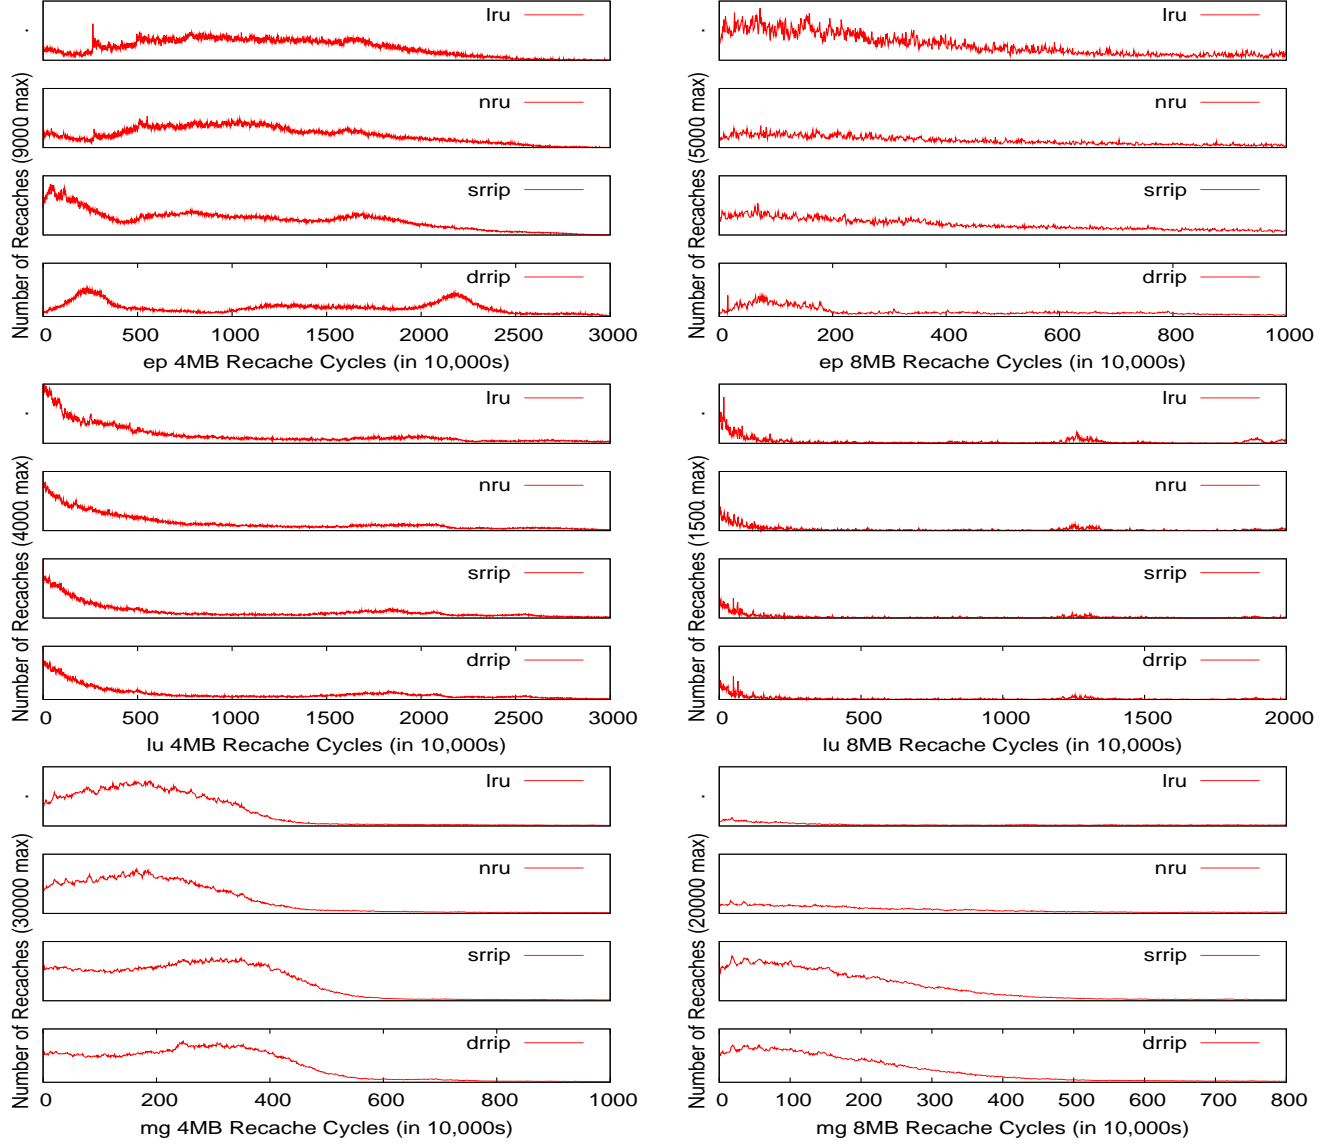 lru
nru
srrip
drrip
Number of Recaches (9000 max)
0 500 1000 1500 2000 2500 3000
ep 4MB Recache Cycles (in 10,000s)
lru
nru
srrip
drrip
Number of Recaches (5000 max)
0 200 400 600 800 1000
ep 8MB Recache Cycles (in 10,000s)
lru
nru
srrip
drrip
Number of Recaches (4000 max)
0 500 1000 1500 2000 2500 3000
lu 4MB Recache Cycles (in 10,000s)
lru
nru
srrip
drrip
Number of Recaches (1500 max)
0 500 1000 1500 2000
lu 8MB Recache Cycles (in 10,000s)
lru
nru
srrip
drrip
Number of Recaches (30000 max)
0 200 400 600 800 1000
mg 4MB Recache Cycles (in 10,000s)
lru
nru
srrip
drrip
Number of Recaches (20000 max)
0 100 200 300 400 500 600 700 800
mg 8MB Recache Cycles (in 10,000s)